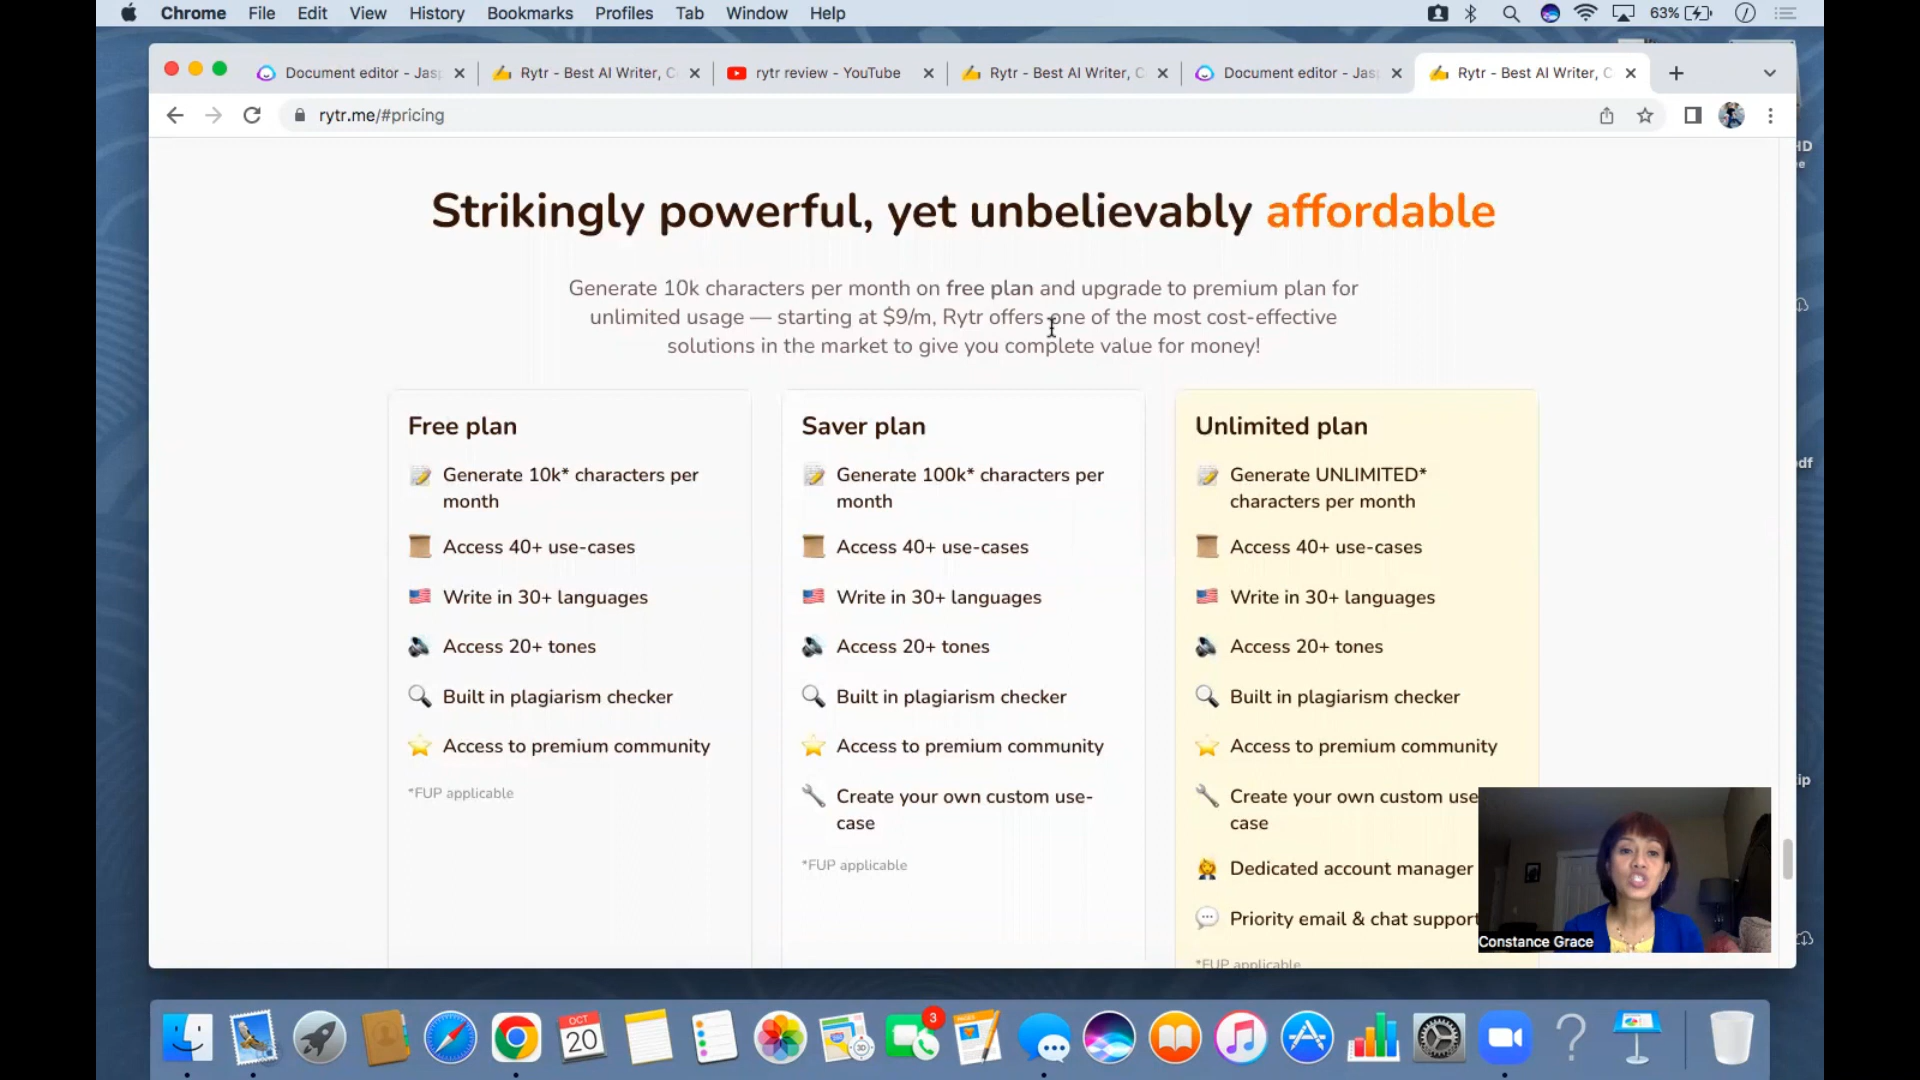 Chrome File Edit View History Bookmarks Profiles Tab Window Help
63%
Document editor - Jas
Rytr - Best AI Writer, C
rytr review - YouTube
Rytr - Best AI Writer, C
Document editor - Jas
Rytr - Best AI Writer, C
rytr.me/#pricing
Strikingly powerful, yet unbelievably affordable
Generate 10k characters per month on free plan and upgrade to premium plan for
unlimited usage — starting at $9/m, Rytr offers one of the most cost-effective
solutions in the market to give you complete value for money!
Free plan
Generate 10k* characters per
month
Access 40+ use-cases
Write in 30+ languages
Access 20+ tones
Built in plagiarism checker
Access to premium community
*FUP applicable
Saver plan
Generate 100k* characters per
month
Access 40+ use-cases
Write in 30+ languages
Access 20+ tones
Built in plagiarism checker
Access to premium community
Create your own custom use-
case
*FUP applicable
Unlimited plan
Generate UNLIMITED*
characters per month
Access 40+ use-cases
Write in 30+ languages
Access 20+ tones
Built in plagiarism checker
Access to premium community
Create your own custom use
case
Dedicated account manager
Priority email & chat support
*FUP applicable
Constance Grace
HD
OCT
20
3
3D